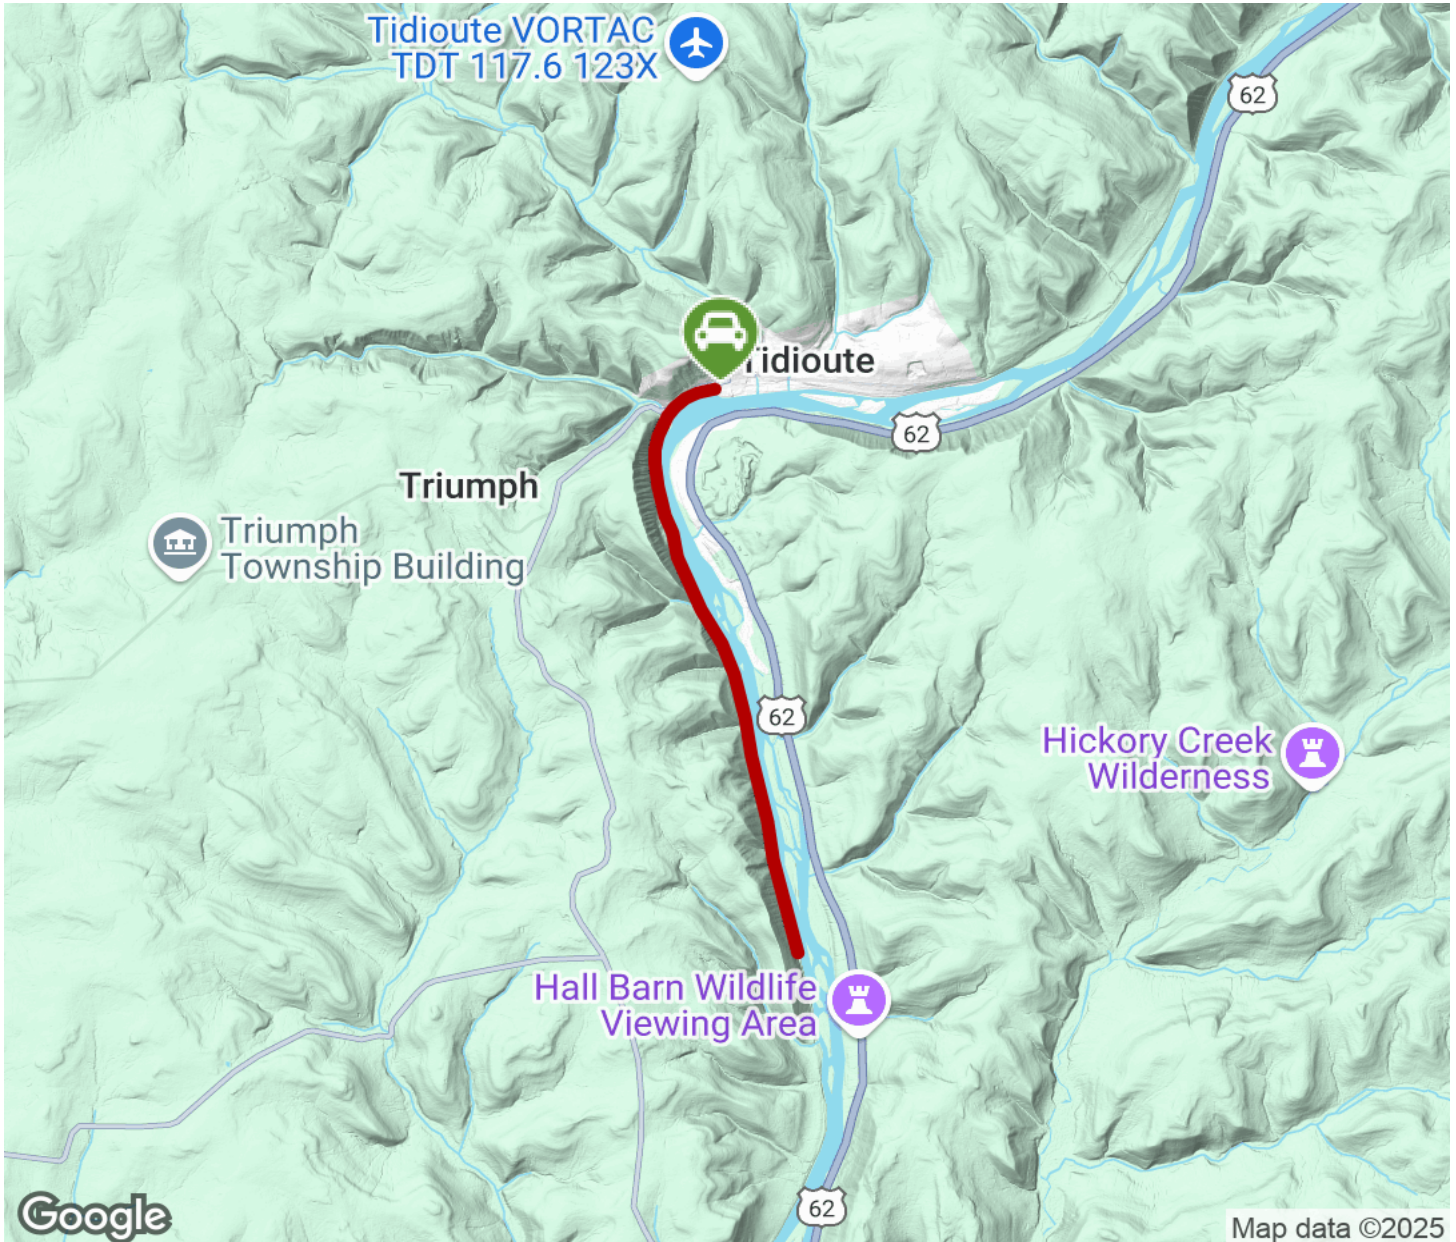 Tidioute VORTAC
TDT 117.6 123X
62
Tidioute
62
Triumph
Triumph
Township Building
62
Hickory Creek
Wilderness
Hall Barn Wildlife
Viewing Area
62
Google
Map data ©2025